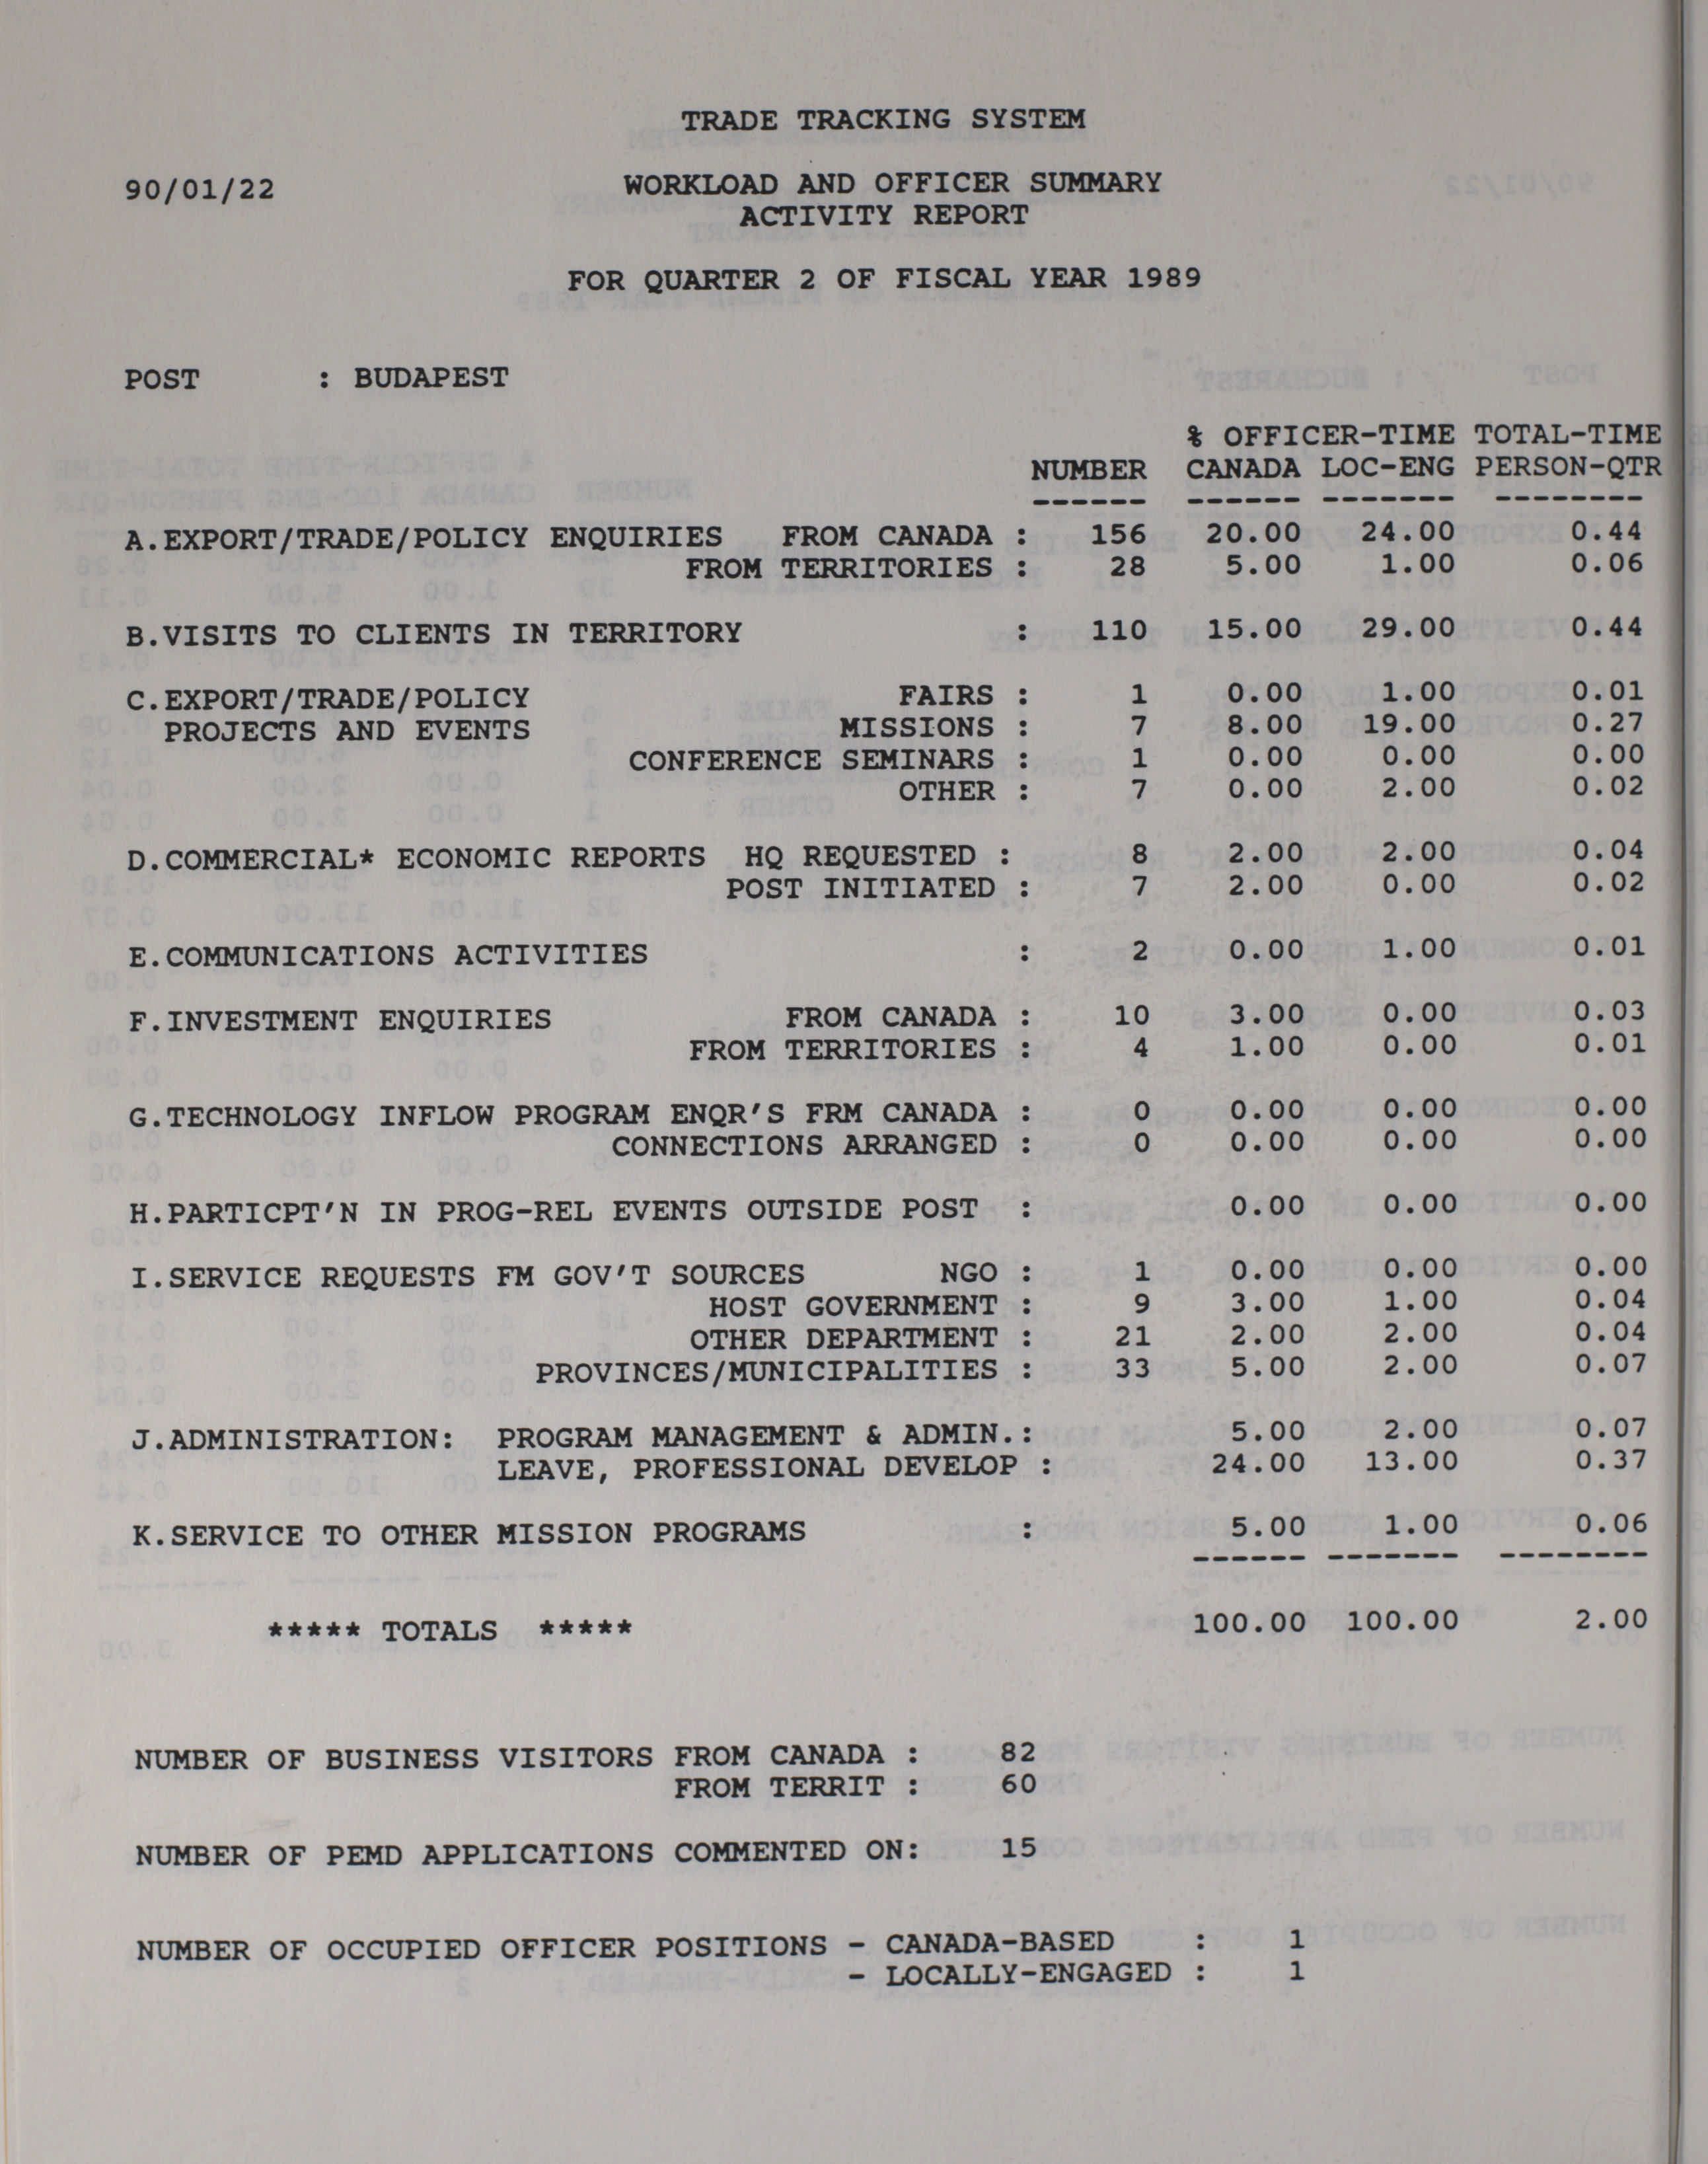 TRADE TRACKING SYSTEM
90/01/22 WORKLOAD AND OFFICER SUMMARY
ACTIVITY REPORT
FOR QUARTER 2 OF FISCAL YEAR 1989
POST : BUDAPEST
% OFFICER-TIME TOTAL-TIME
NUMBER CANADA LOC-ENG PERSON-QTR
------ ------ ------- --------
A.EXPORT/TRADE/POLICY ENQUIRIES FROM CANADA : 156 20.00 24.00 0.44
FROM TERRITORIES : 28 5.00 1.00 0.06
B.VISITS TO CLIENTS IN TERRITORY : 110 15.00 29.00 0.44
C.EXPORT/TRADE/POLICY FAIRS : 1 0.00 1.00 0.01
PROJECTS AND EVENTS MISSIONS : 7 8.00 19.00 0.27
CONFERENCE SEMINARS : 1 0.00 0.00 0.00
OTHER : 7 0.00 2.00 0.02
D.COMMERCIAL* ECONOMIC REPORTS HQ REQUESTED : 8 2.00 2.00 0.04
POST INITIATED : 7 2.00 0.00 0.02
E.COMMUNICATIONS ACTIVITIES : 2 0.00 1.00 0.01
F.INVESTMENT ENQUIRIES FROM CANADA : 10 3.00 0.00 0.03
FROM TERRITORIES : 4 1.00 0.00 0.01
G.TECHNOLOGY INFLOW PROGRAM ENQR'S FRM CANADA : 0 0.00 0.00 0.00
CONNECTIONS ARRANGED : 0 0.00 0.00 0.00
H.PARTICPT'N IN PROG-REL EVENTS OUTSIDE POST : 0.00 0.00 0.00
I.SERVICE REQUESTS FM GOV'T SOURCES NGO : 1 0.00 0.00 0.00
HOST GOVERNMENT : 9 3.00 1.00 0.04
OTHER DEPARTMENT : 21 2.00 2.00 0.04
PROVINCES/MUNICIPALITIES : 33 5.00 2.00 0.07
J.ADMINISTRATION: PROGRAM MANAGEMENT & ADMIN.: 5.00 2.00 0.07
LEAVE, PROFESSIONAL DEVELOP : 24.00 13.00 0.37
K.SERVICE TO OTHER MISSION PROGRAMS : 5.00 1.00 0.06
------ ------- --------
***** TOTALS ***** 100.00 100.00 2.00
NUMBER OF BUSINESS VISITORS FROM CANADA : 82
FROM TERRIT : 60
NUMBER OF PEMD APPLICATIONS COMMENTED ON: 15
NUMBER OF OCCUPIED OFFICER POSITIONS - CANADA-BASED : 1
- LOCALLY-ENGAGED : 1